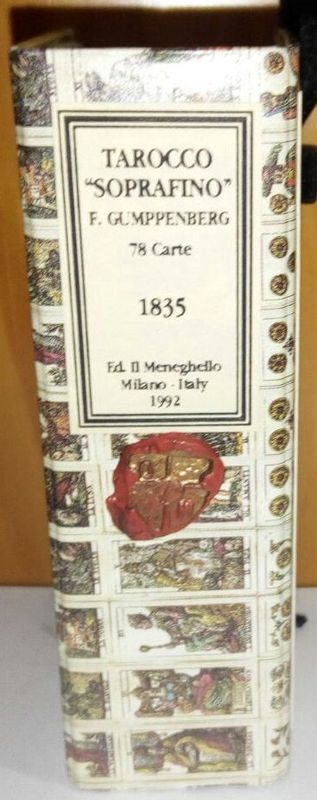 TAROCCO
"SOPRAFINO"
F. GUMPPENBERG
78 Carte
1835
Ed. Il Meneghello
Milano - Italy
1992